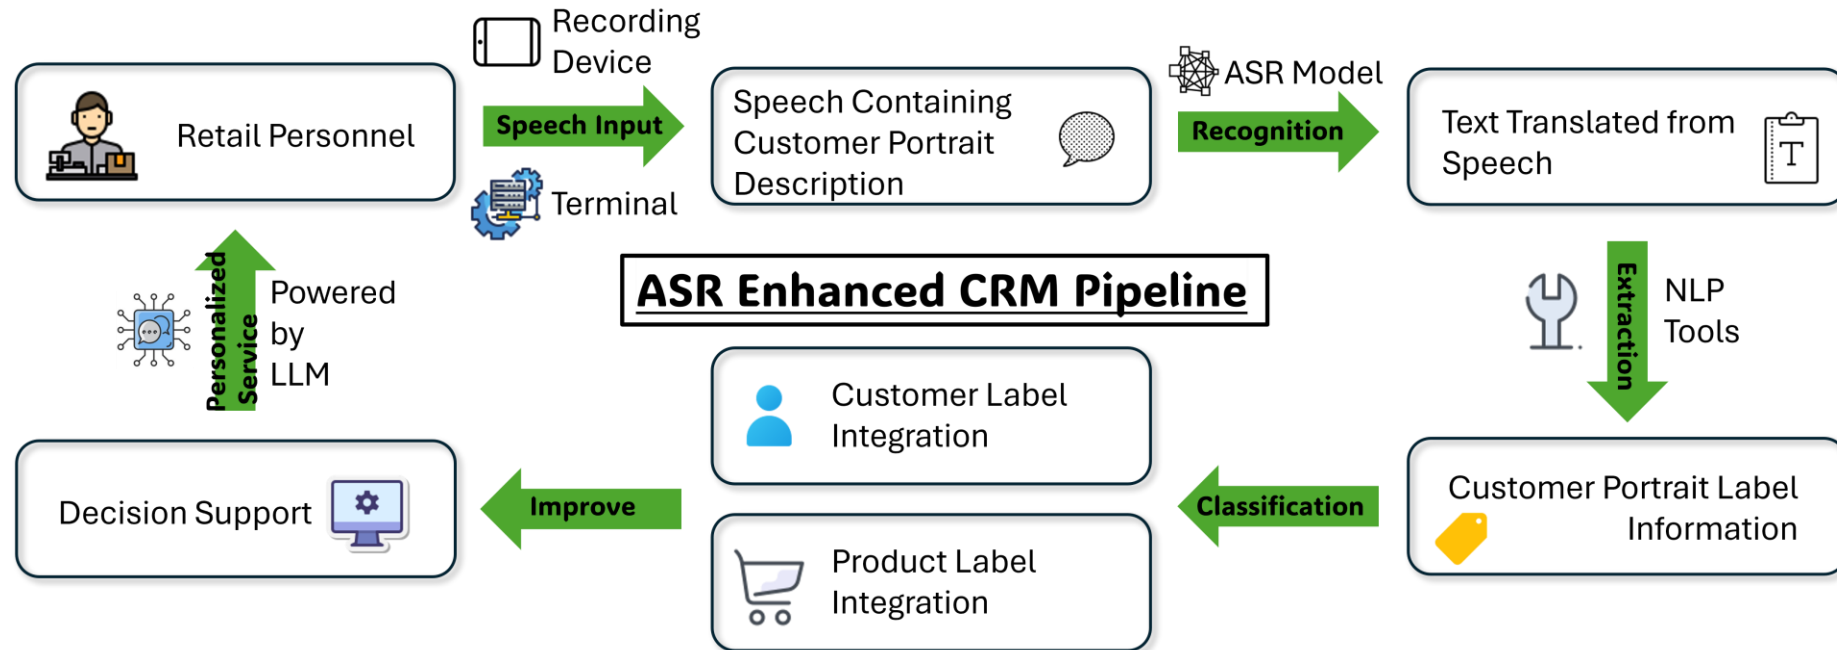 Recording
Device
Retail Personnel
Speech Input
Terminal
Speech Containing
Customer Portrait
Description
ASR Model
Recognition
Text Translated from
Speech
T
Extraction
NLP
Tools
ASR Enhanced CRM Pipeline
Personalized
Service
Powered
by
LLM
Customer Label
Integration
Product Label
Integration
Classification
Customer Portrait Label
Information
Improve
Decision Support